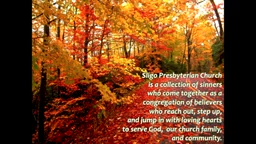 Sligo Presbyterian Church
is a collection of sinners
who come together as a
congregation of believers
who reach out, step up,
and jump in with loving hearts
to serve God, our church family,
and community.